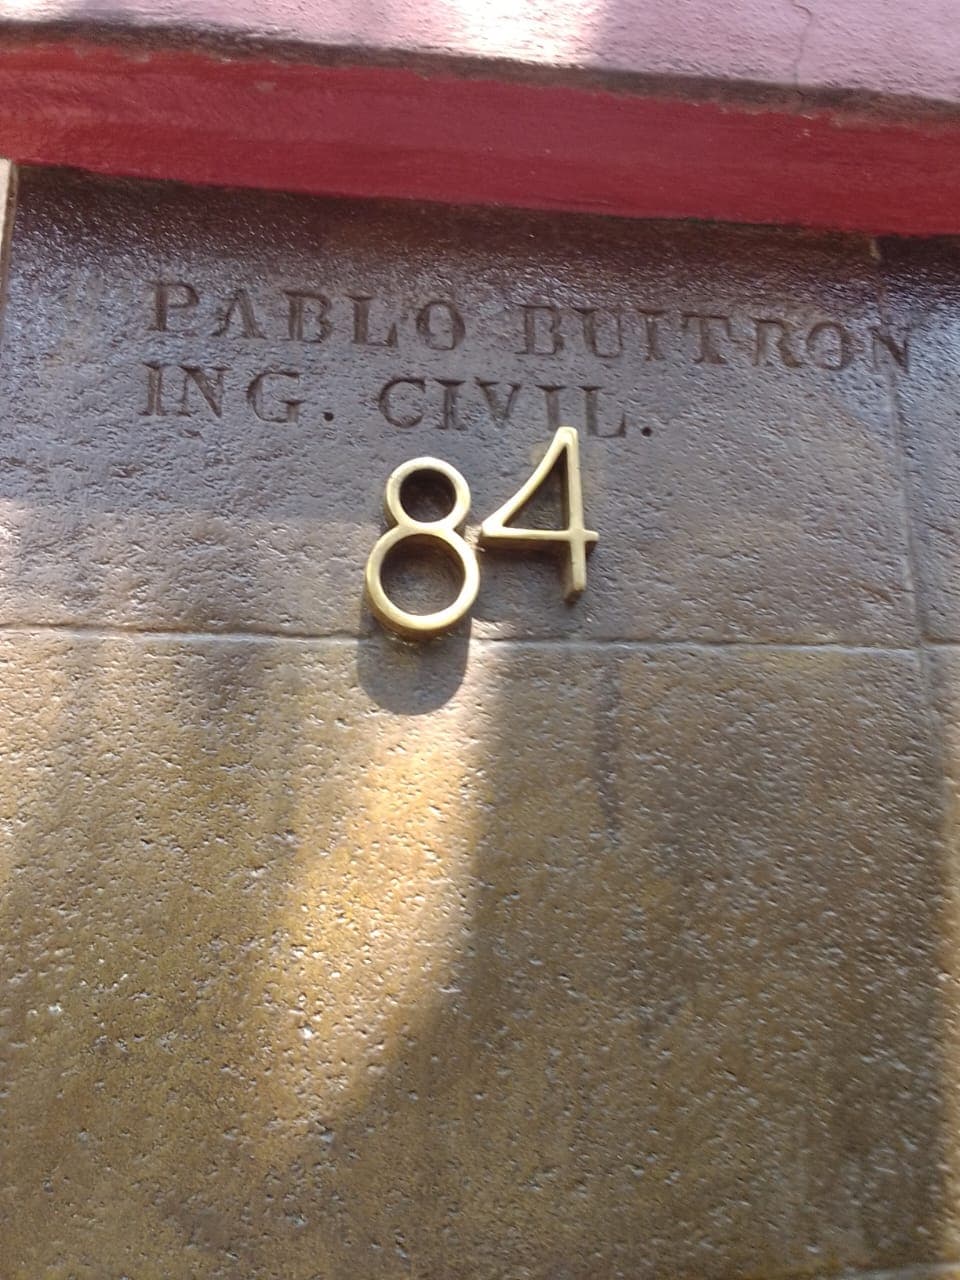 PABLO BUITRON
ING. CIVIL.
84